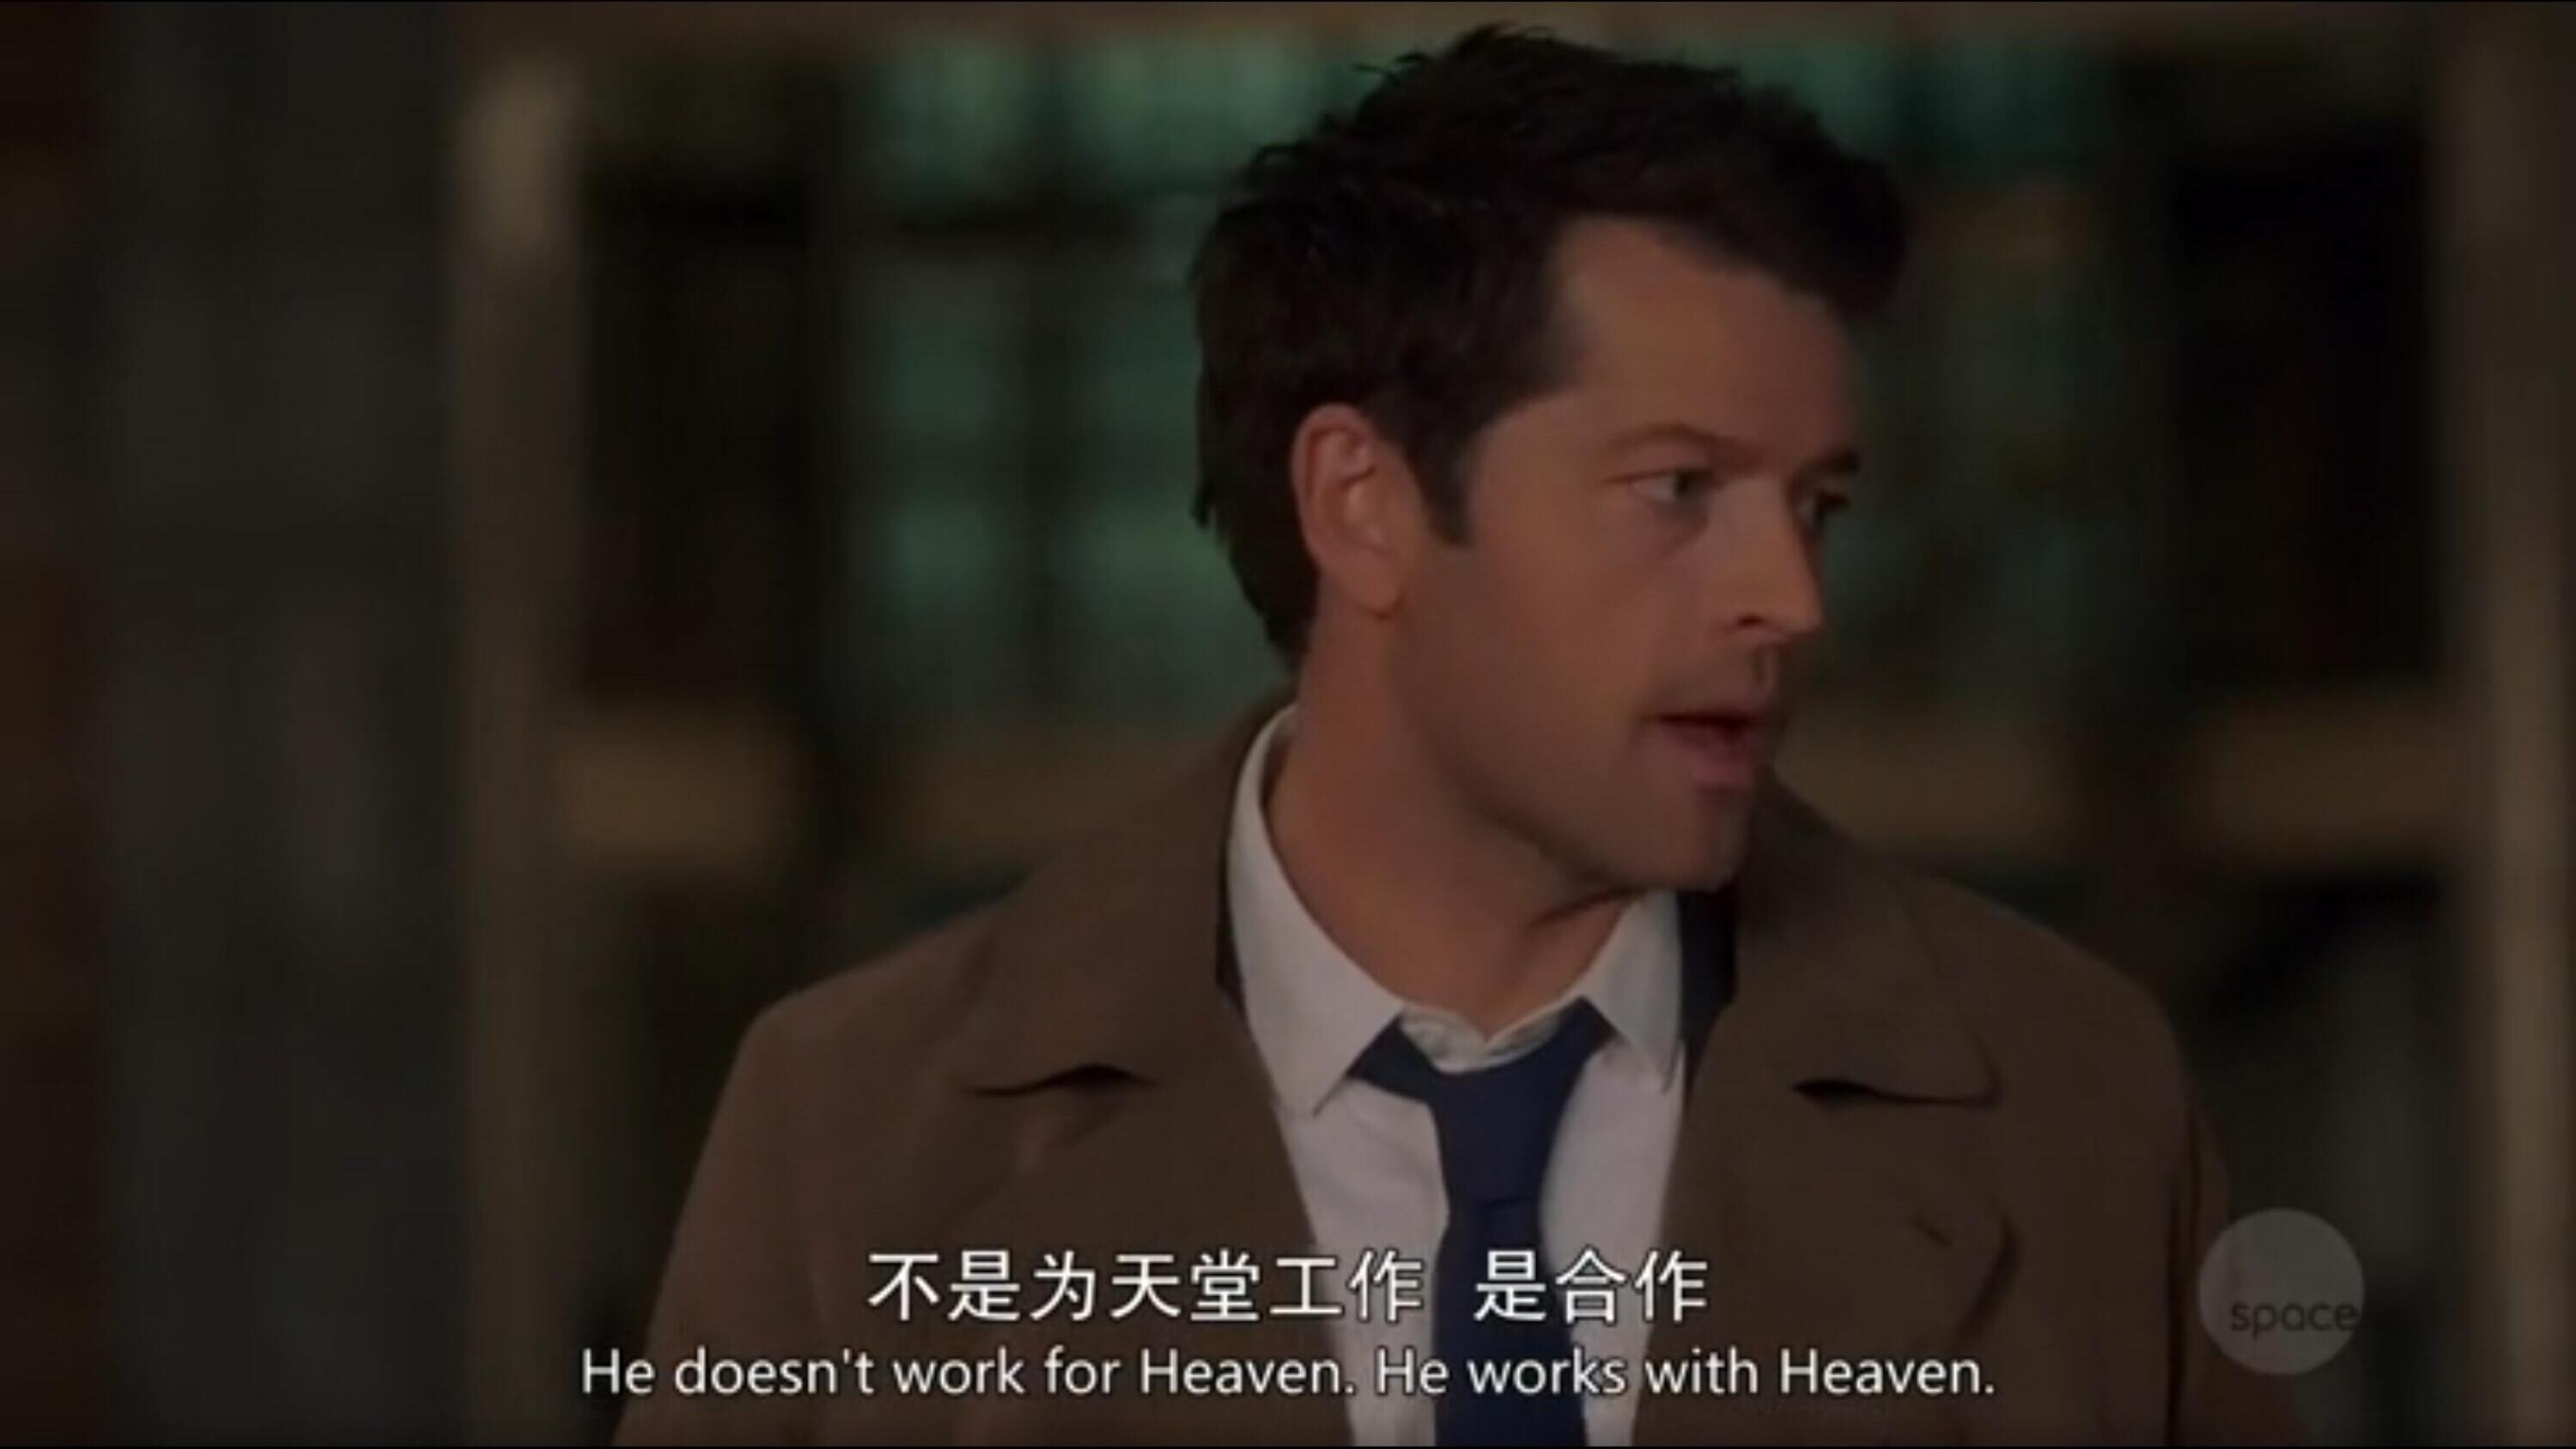 不是为天堂工作 是合作
He doesn't work for Heaven. He works with Heaven.
space